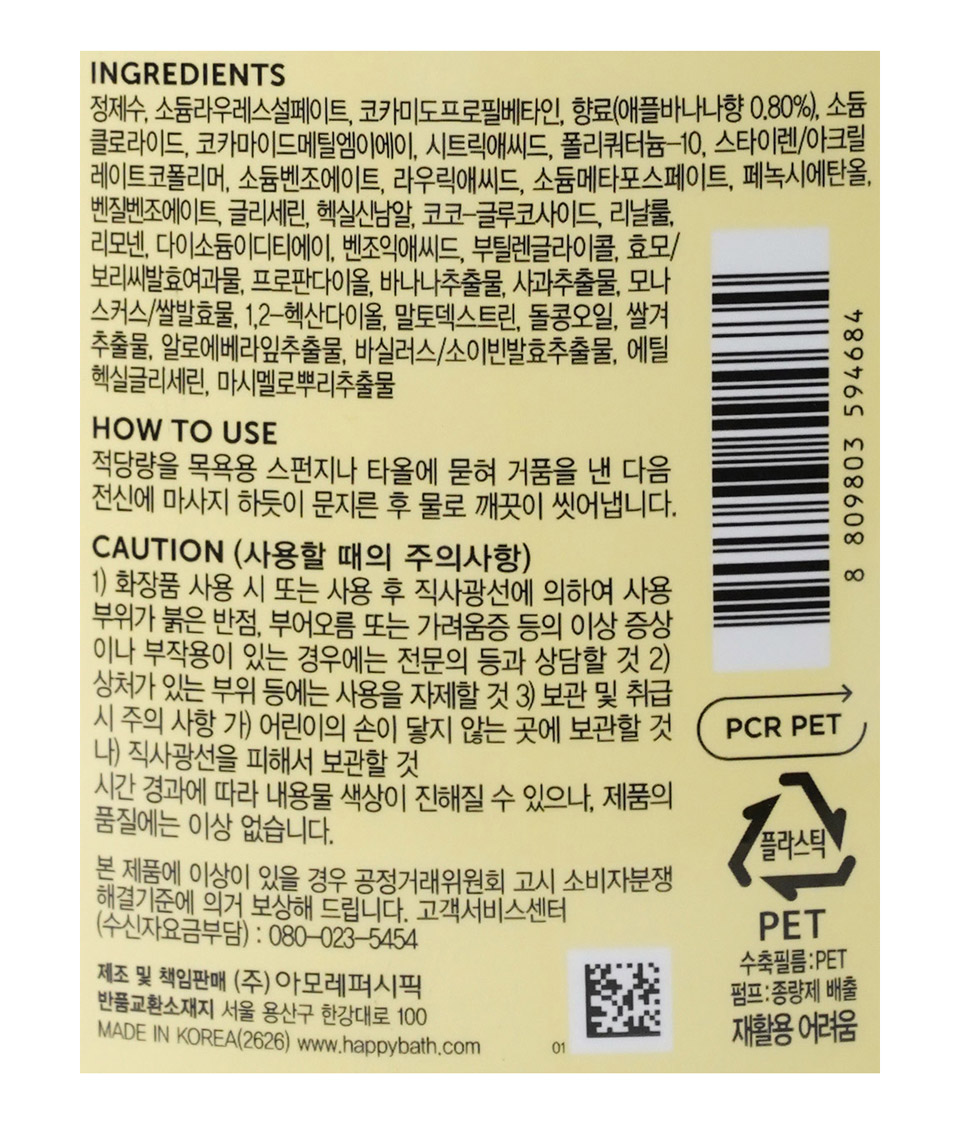 INGREDIENTS
정제수, 소듐라우레스설페이트, 코카미도프로필베타인, 향료(애플바나나향 0.80%), 소듐
클로라이드, 코카마이드메틸엠이에이, 시트릭애씨드, 폴리쿼터늄-10, 스타이렌/아크릴
레이트코폴리머, 소듐벤조에이트, 라우릭애씨드, 소듐메타포스페이트, 페녹시에탄올,
벤질벤조에이트, 글리세린, 헥실신남알, 코코-글루코사이드, 리날룰,
리모넨, 다이소듐이디티에이, 벤조익애씨드, 부틸렌글라이콜, 효모/
보리씨발효여과물, 프로판다이올, 바나나추출물, 사과추출물, 모나
스커스/쌀발효물, 1,2-헥산다이올, 말토덱스트린, 돌콩오일, 쌀겨
추출물, 알로에베라잎추출물, 바실러스/소이빈발효추출물, 에틸
헥실글리세린, 마시멜로뿌리추출물
HOW TO USE
적당량을 목욕용 스펀지나 타올에 묻혀 거품을 낸 다음
전신에 마사지 하듯이 문지른 후 물로 깨끗이 씻어냅니다.
CAUTION (사용할 때의 주의사항)
1) 화장품 사용 시 또는 사용 후 직사광선에 의하여 사용
부위가 붉은 반점, 부어오름 또는 가려움증 등의 이상 증상
이나 부작용이 있는 경우에는 전문의 등과 상담할 것 2)
상처가 있는 부위 등에는 사용을 자제할 것 3) 보관 및 취급
시 주의 사항 가) 어린이의 손이 닿지 않는 곳에 보관할 것
나) 직사광선을 피해서 보관할 것
시간 경과에 따라 내용물 색상이 진해질 수 있으나, 제품의
품질에는 이상 없습니다.
본 제품에 이상이 있을 경우 공정거래위원회 고시 소비자분쟁
해결기준에 의거 보상해 드립니다. 고객서비스센터
(수신자요금부담) : 080-023-5454
제조 및 책임판매 (주)아모레퍼시픽
반품교환소재지 서울 용산구 한강대로 100
MADE IN KOREA(2626) www.happybath.com
01
8 809803 594684
PCR PET
플라스틱
PET
수축필름:PET
펌프:종량제 배출
재활용 어려움